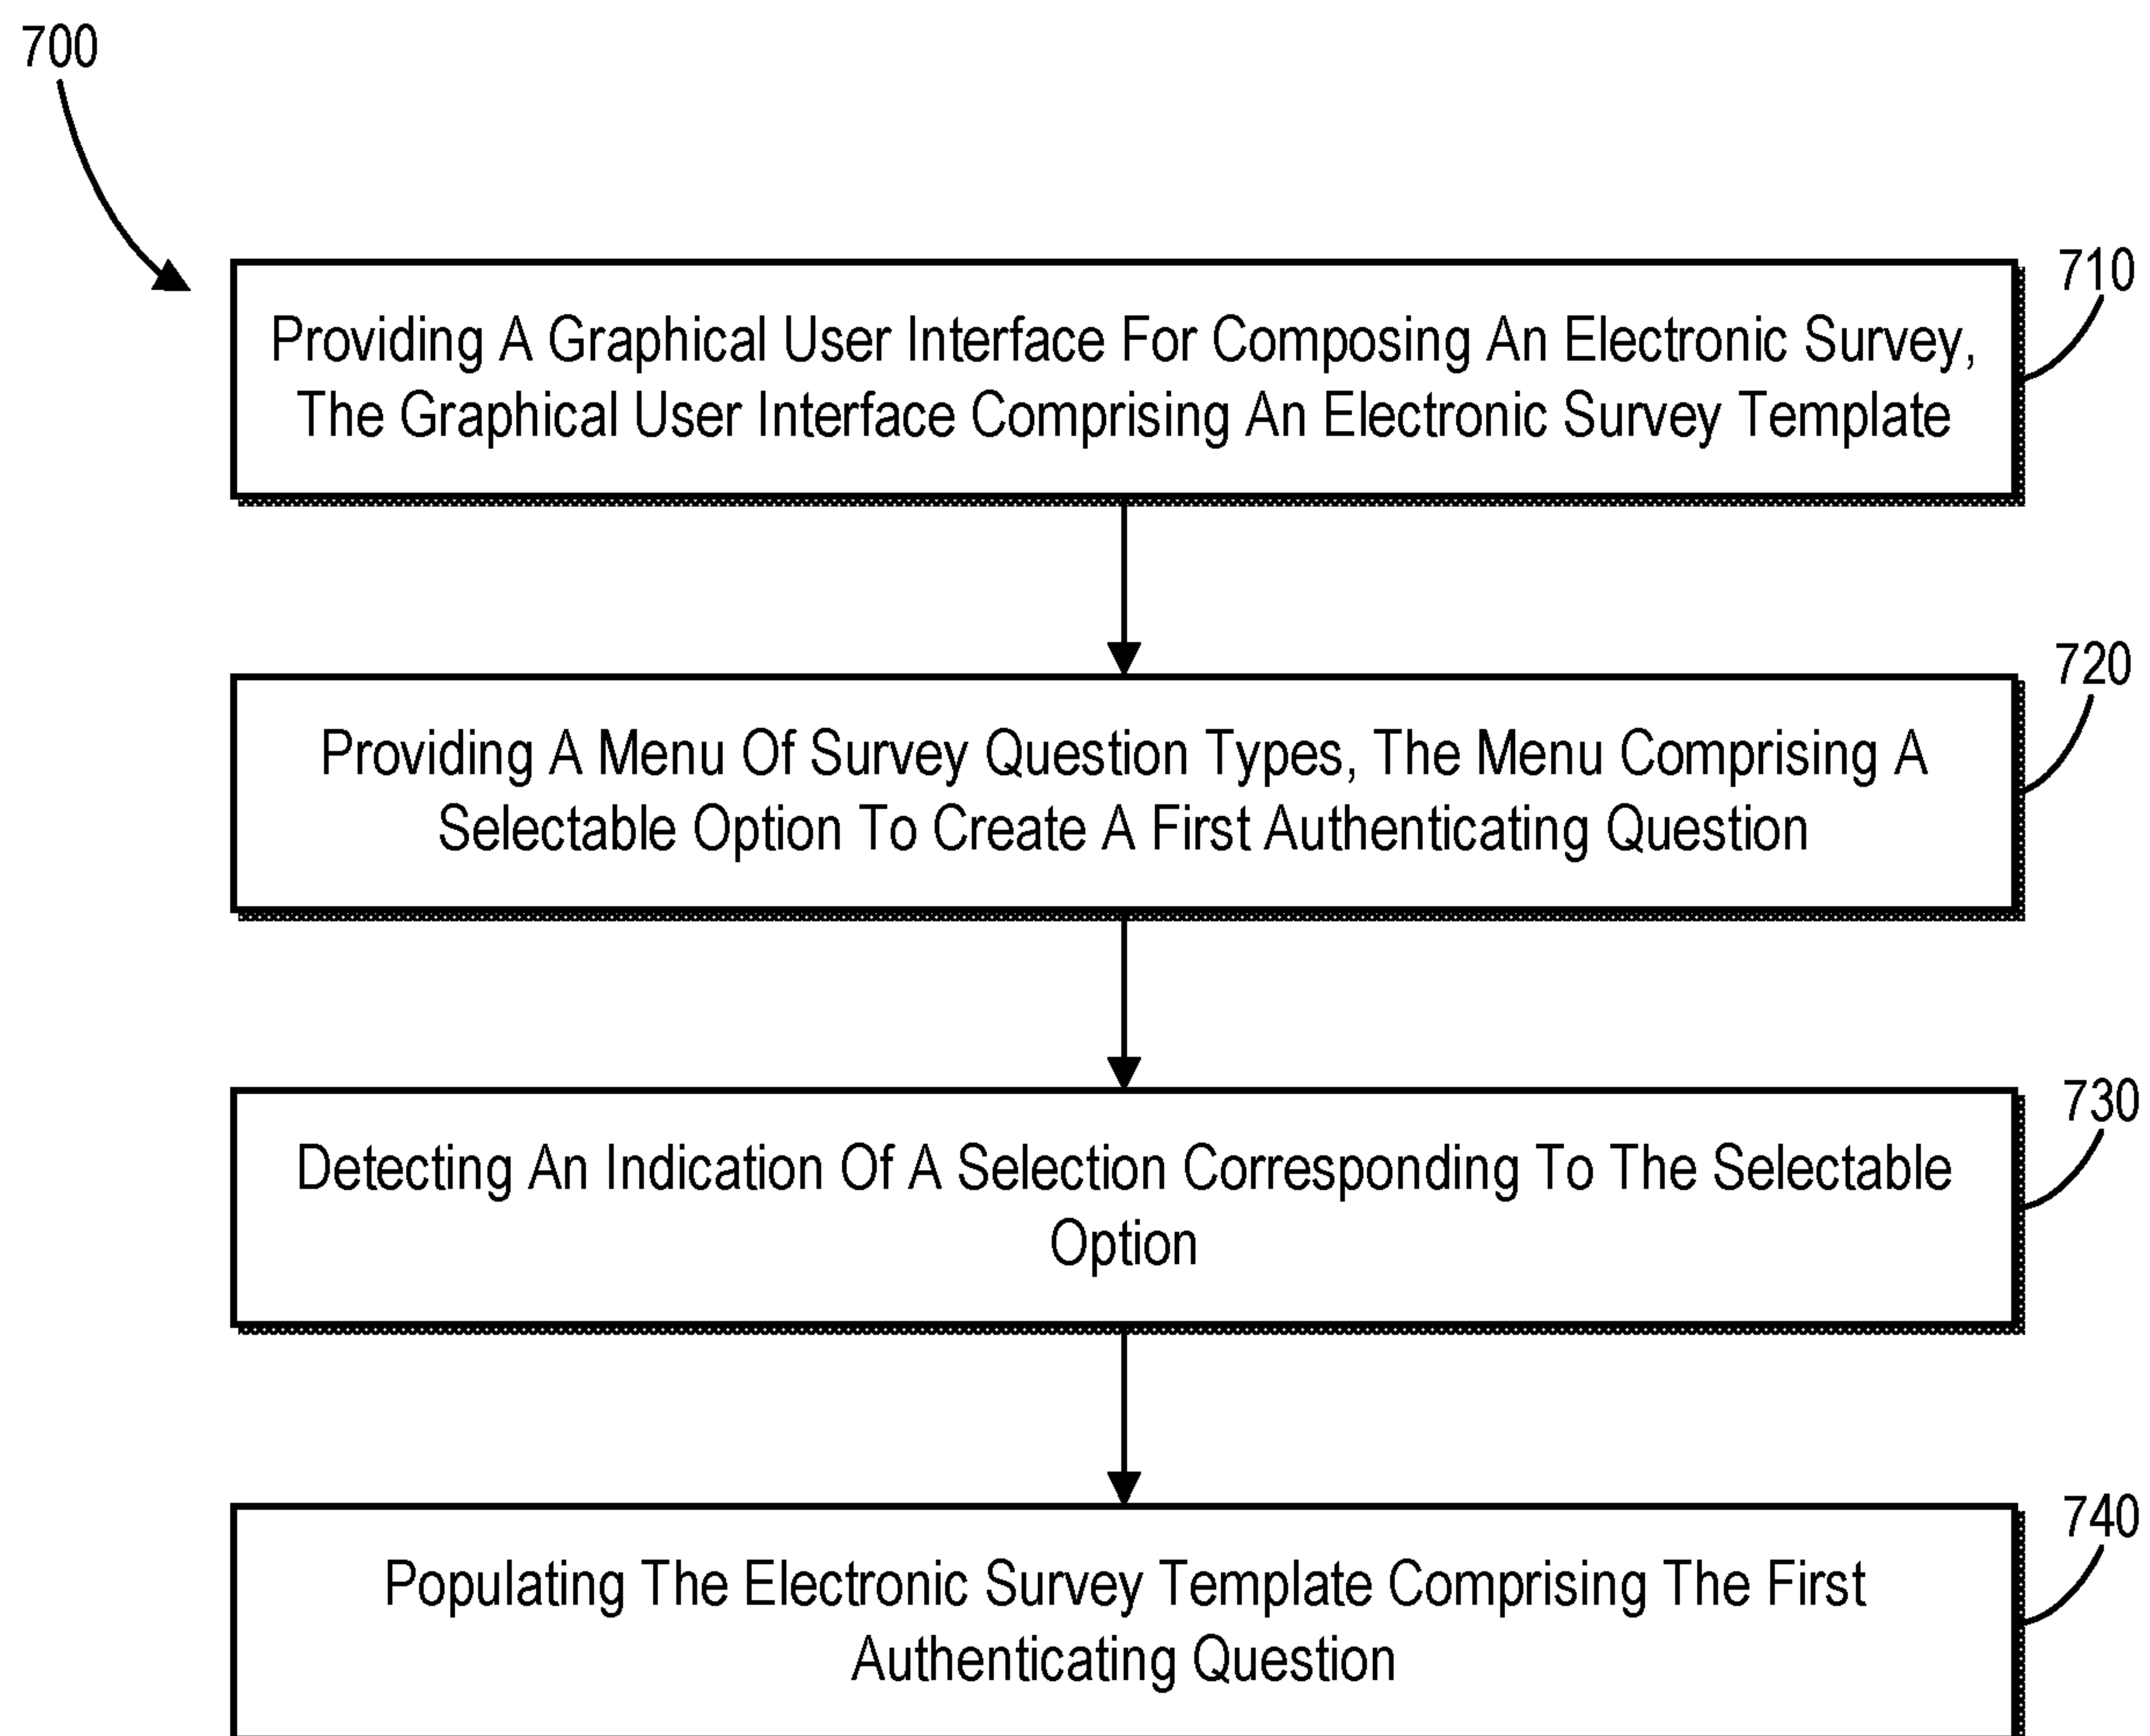 700
710
Providing A Graphical User Interface For Composing An Electronic Survey,
The Graphical User Interface Comprising An Electronic Survey Template
720
Providing A Menu Of Survey Question Types, The Menu Comprising A
Selectable Option To Create A First Authenticating Question
730
Detecting An Indication Of A Selection Corresponding To The Selectable
Option
740
Populating The Electronic Survey Template Comprising The First
Authenticating Question